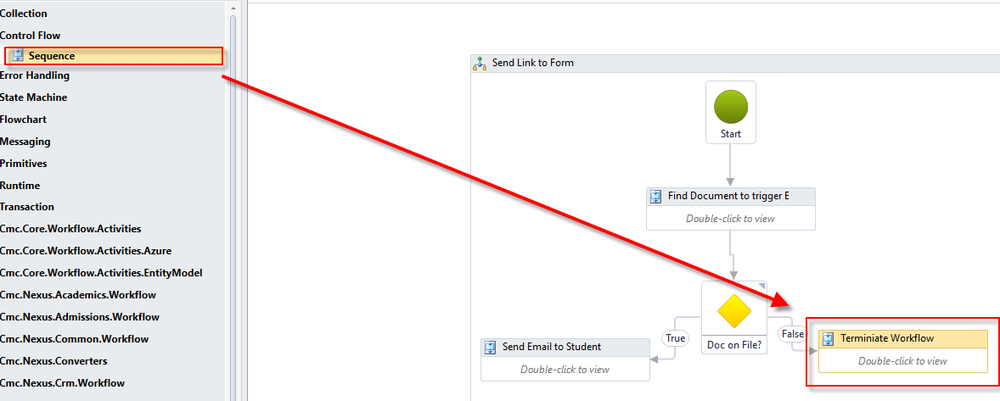 Collection
Control Flow
Sequence
Error Handling
State Machine
Flowchart
Messaging
Primitives
Runtime
Transaction
Cmc.Core.Workflow.Activities
Cmc.Core.Workflow.Activities.Azure
Cmc.Core.Workflow.Activities.EntityModel
Cmc.Nexus.Academics.Workflow
Cmc.Nexus.Admissions.Workflow
Cmc.Nexus.Common.Workflow
Cmc.Nexus.Converters
Cmc.Nexus.Crm.Workflow
Send Link to Form
Start
Find Document to trigger E
Double-click to view
True
False
Doc on File?
Send Email to Student
Double-click to view
Terminiate Workflow
Double-click to view